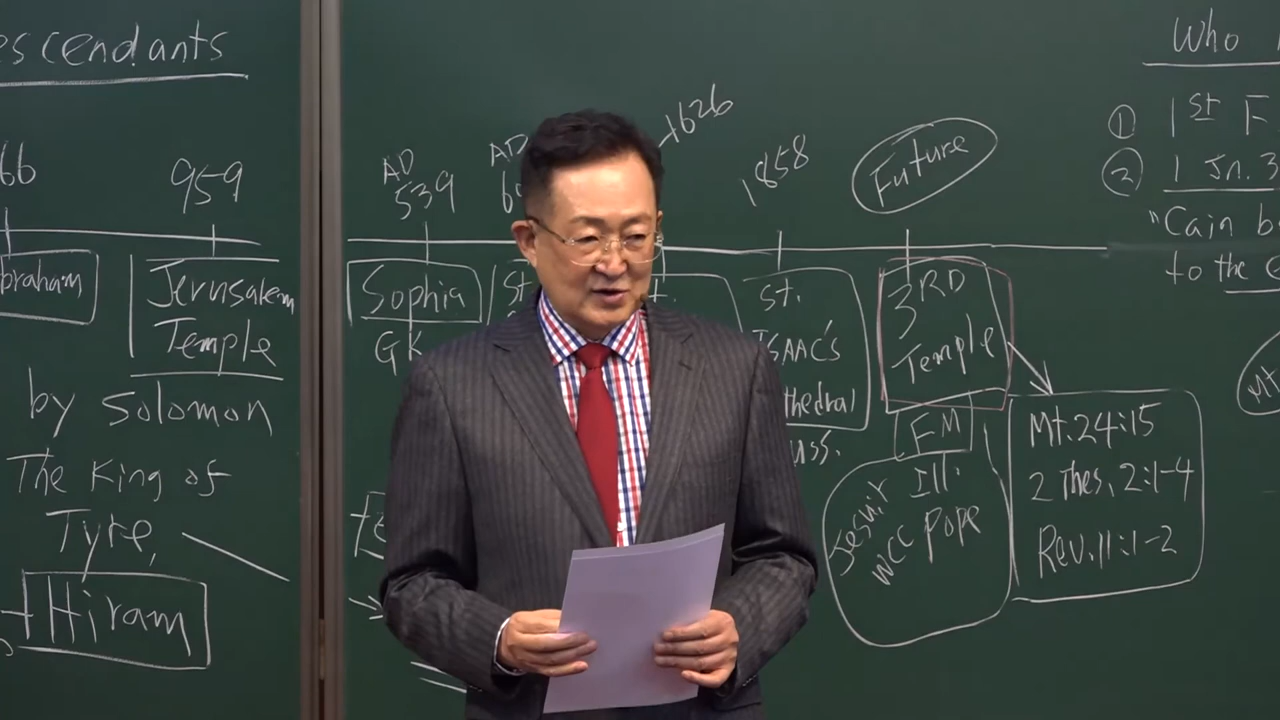 escendants
66
959
braham
Jerusalem
Temple
by Solomon
The King of
Tyre,
Hiram
AD
539
AD
1626
1858
Future
Sophia
St
GK
St.
ISAAC's
thedral
uss.
3RD
Temple
FM
Jesuit Ill.
WCC Pope
Mt.24:15
2 Thes, 2:1-4
Rev.11:1-2
Who
① 1st F
② 1 Jn. 3
"Cain b
to the